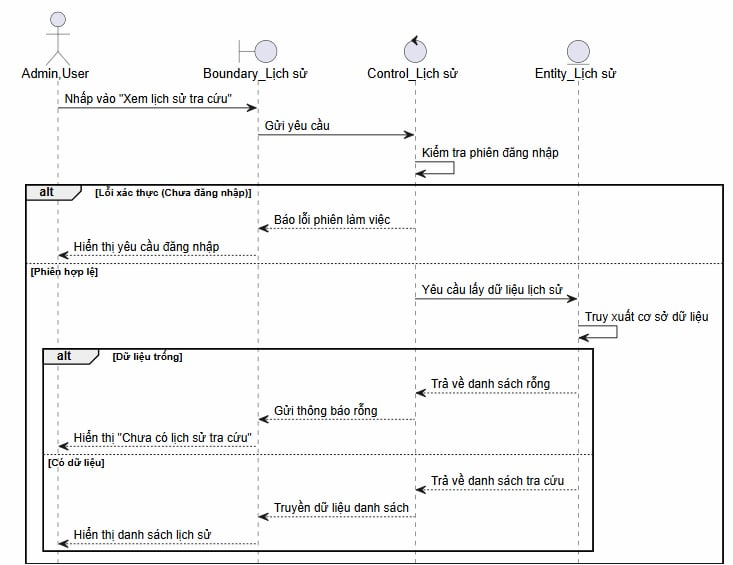 Admin,User
Boundary_Lịch sử
Control_Lịch sử
Entity_Lịch sử
Nhấp vào "Xem lịch sử tra cứu"
Gửi yêu cầu
Kiểm tra phiên đăng nhập
alt
[Lỗi xác thực (Chưa đăng nhập)]
Báo lỗi phiên làm việc
Hiển thị yêu cầu đăng nhập
[Phiên hợp lệ]
Yêu cầu lấy dữ liệu lịch sử
Truy xuất cơ sở dữ liệu
alt
[Dữ liệu trống]
Trả về danh sách rỗng
Gửi thông báo rỗng
Hiển thị "Chưa có lịch sử tra cứu"
[Có dữ liệu]
Trả về danh sách tra cứu
Truyền dữ liệu danh sách
Hiển thị danh sách lịch sử